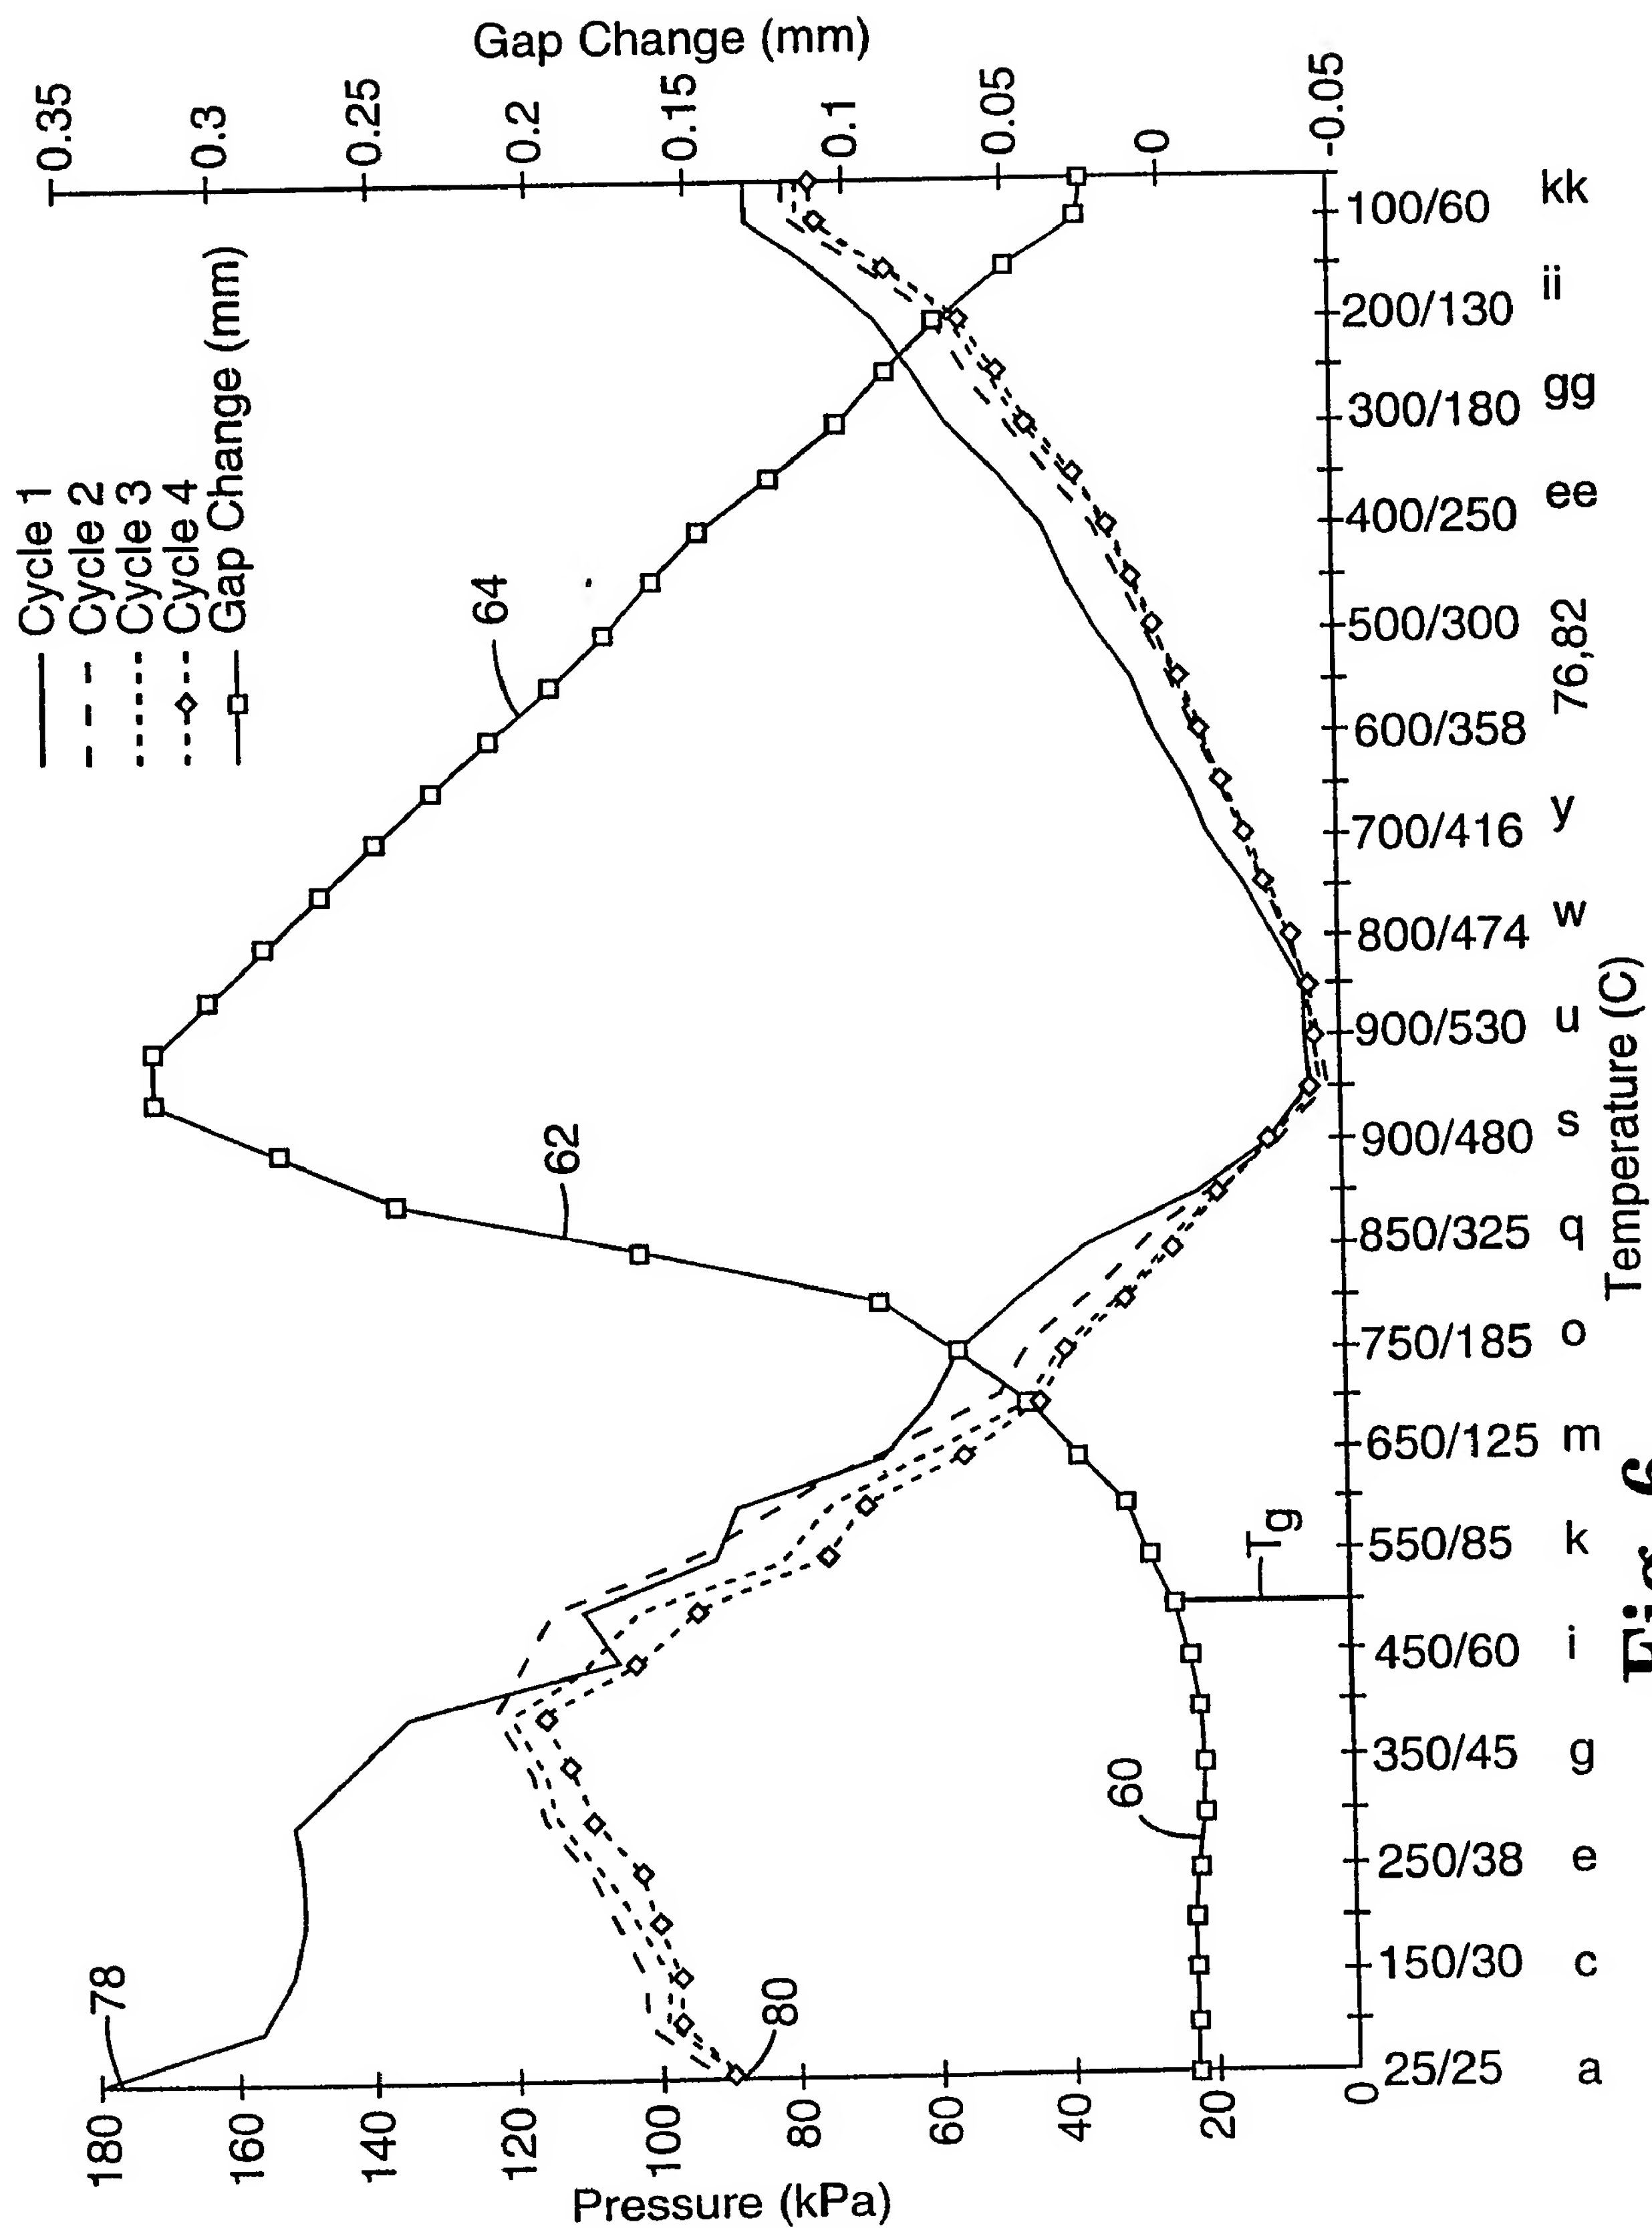 Cycle 1
Cycle 2
Cycle 3
Cycle 4
Gap Change (mm)
Pressure (kPa)
180
160
140
120
100
80
60
40
20
0
Gap Change (mm)
0.35
0.3
0.25
0.2
0.15
0.1
0.05
0
-0.05
78
80
60
62
64
Tg
25/25
150/30
250/38
350/45
450/60
550/85
650/125
750/185
850/325
900/480
900/530
800/474
700/416
600/358
500/300
400/250
300/180
200/130
100/60
a
c
e
g
i
k
m
o
q
s
u
w
y
76,82
ee
gg
ii
kk
Temperature (C)
Fig. 6